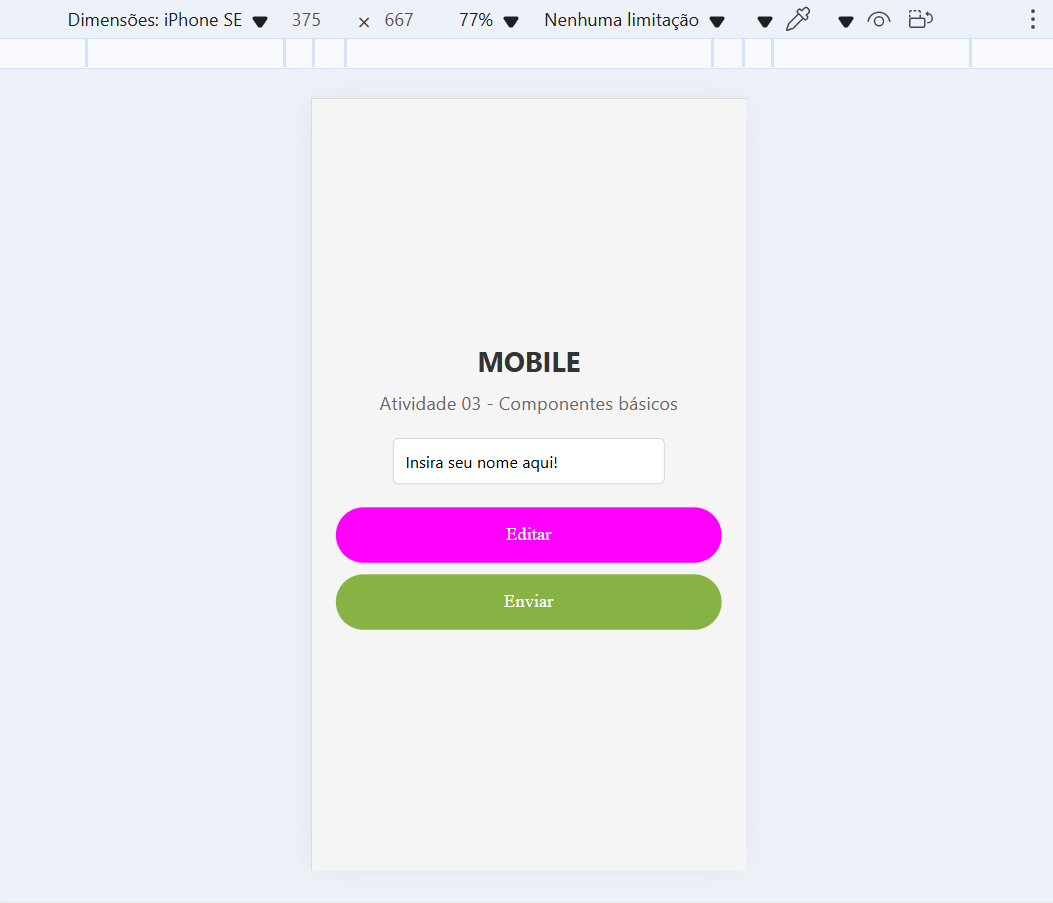 Dimensões: iPhone SE 375 × 667 77% Nenhuma limitação
MOBILE
Atividade 03 - Componentes básicos
Insira seu nome aqui!
Editar
Enviar